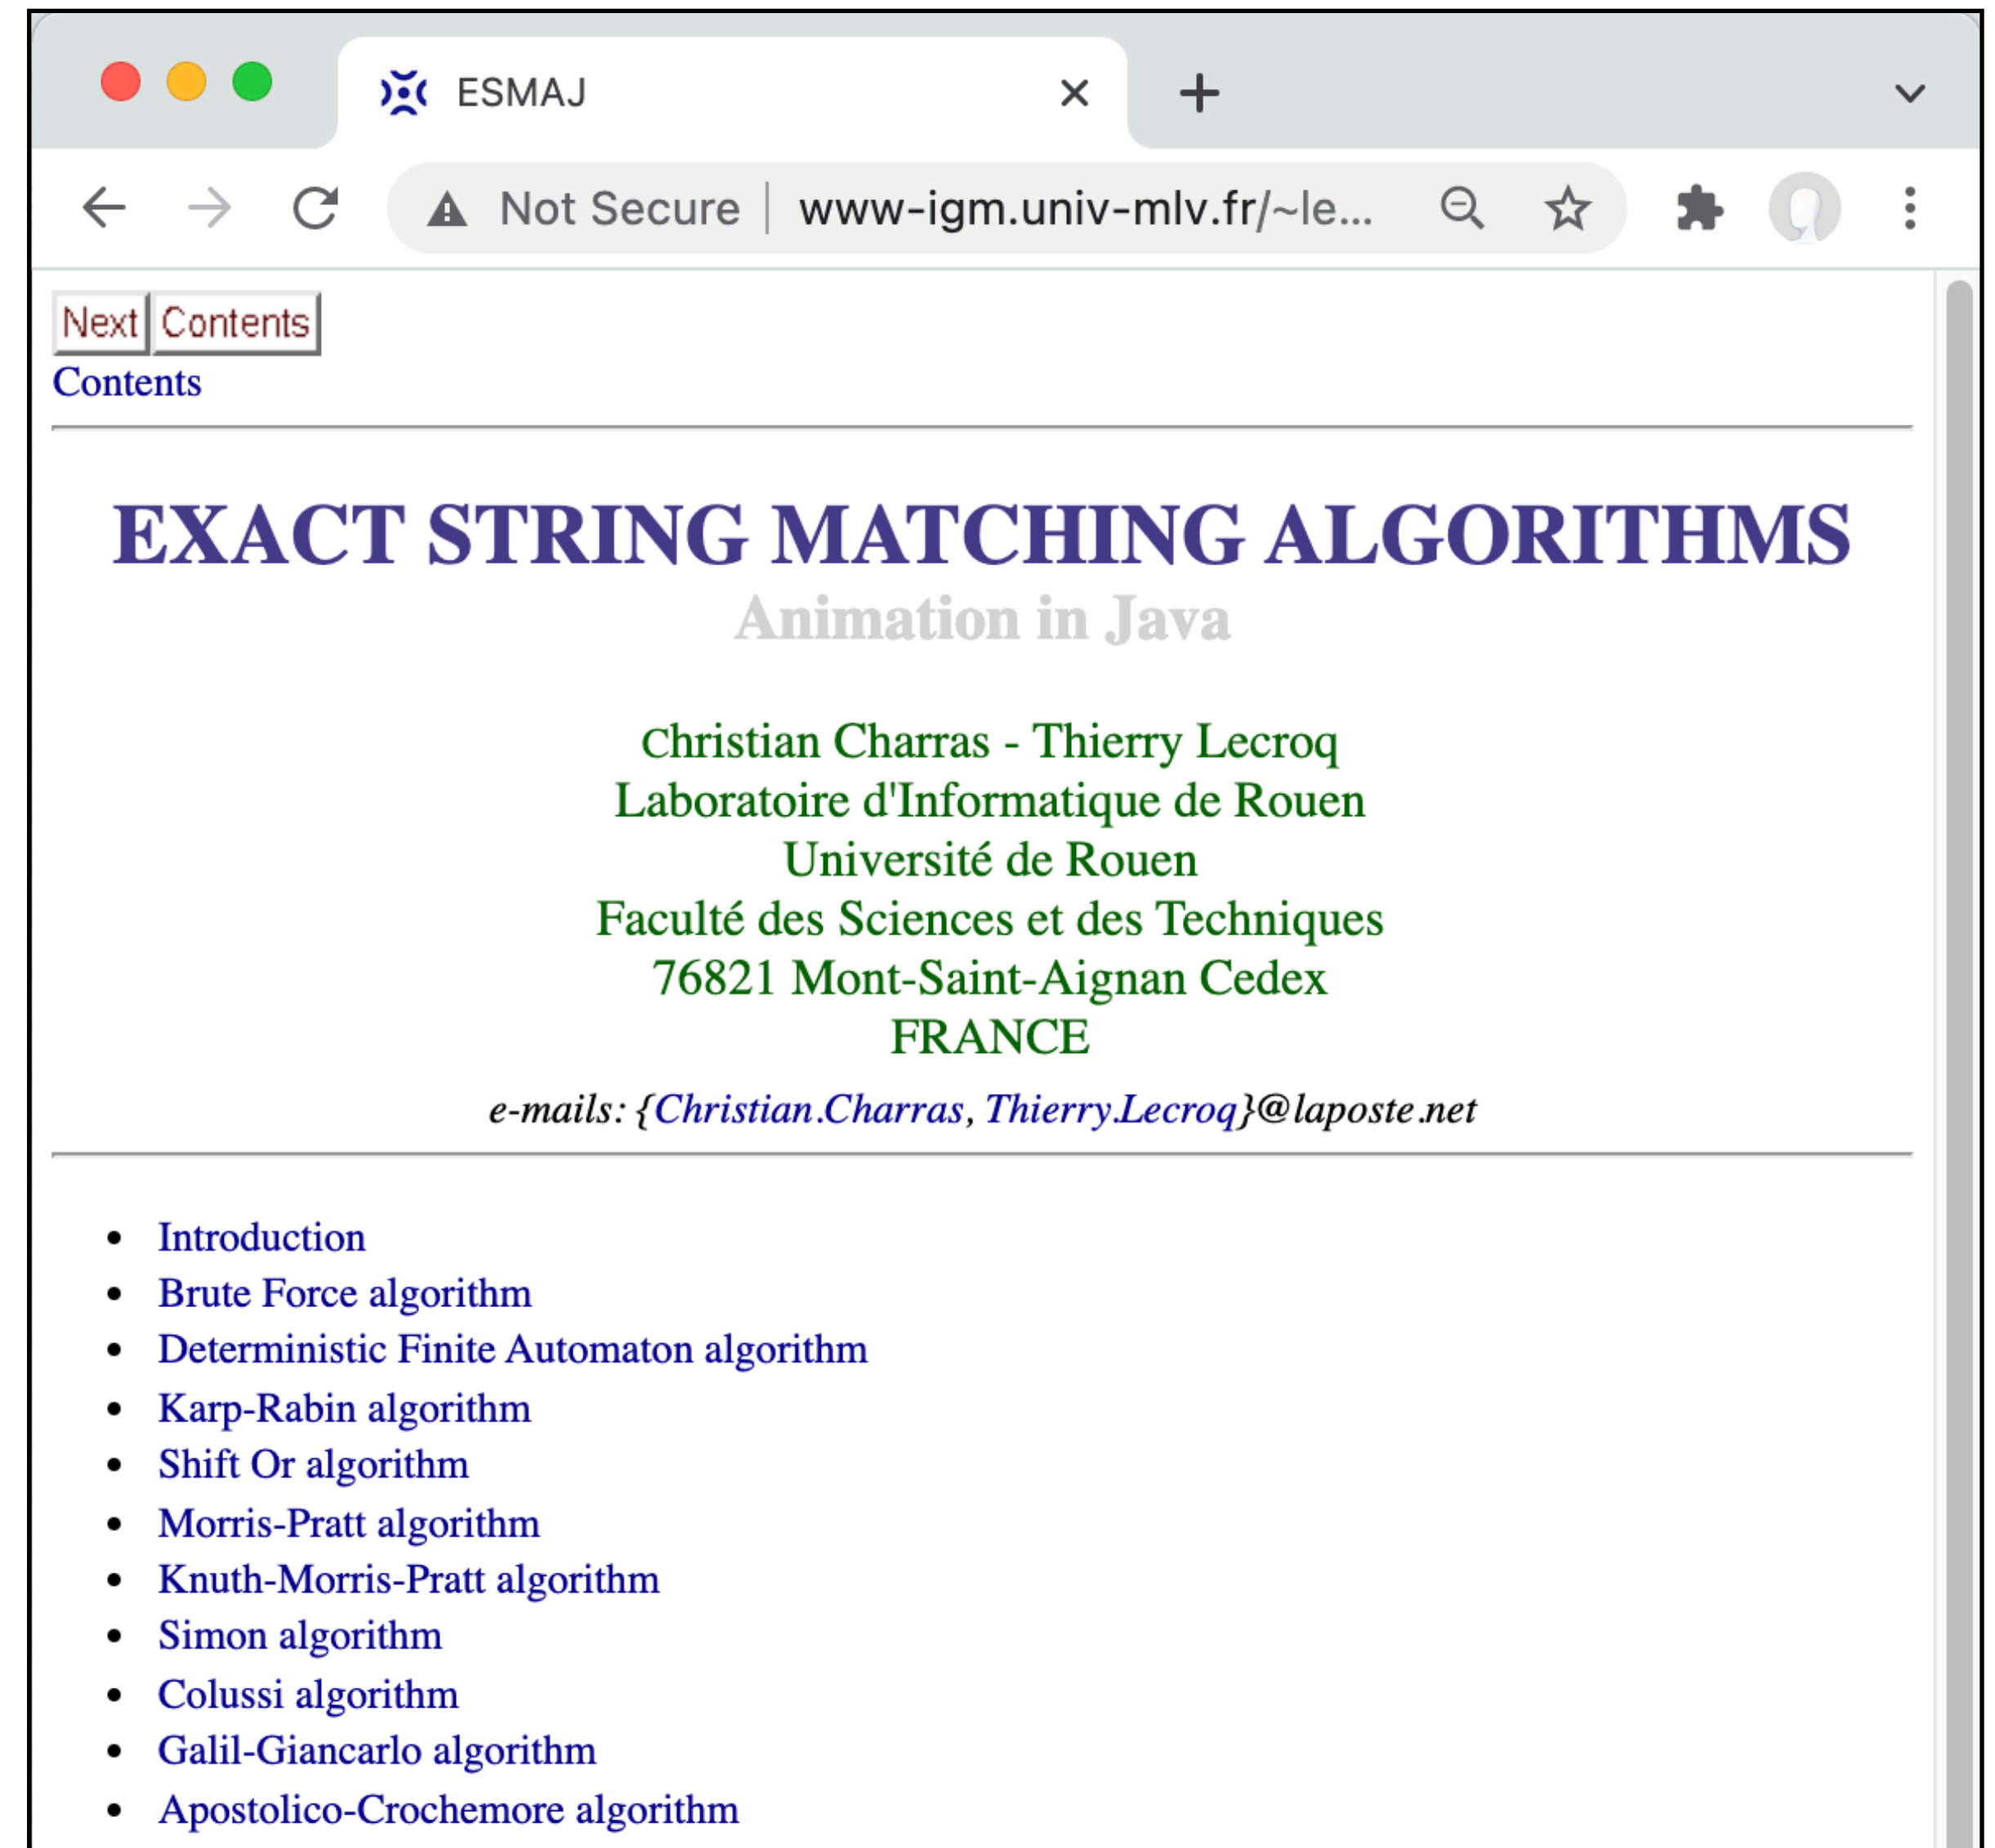 ESMAJ
Not Secure | www-igm.univ-mlv.fr/~le...
Next Contents
Contents
EXACT STRING MATCHING ALGORITHMS
Animation in Java
Christian Charras - Thierry Lecroq
Laboratoire d'Informatique de Rouen
Université de Rouen
Faculté des Sciences et des Techniques
76821 Mont-Saint-Aignan Cedex
FRANCE
e-mails: {Christian.Charras, Thierry.Lecroq}@laposte.net
• Introduction
• Brute Force algorithm
• Deterministic Finite Automaton algorithm
• Karp-Rabin algorithm
• Shift Or algorithm
• Morris-Pratt algorithm
• Knuth-Morris-Pratt algorithm
• Simon algorithm
• Colussi algorithm
• Galil-Giancarlo algorithm
• Apostolico-Crochemore algorithm